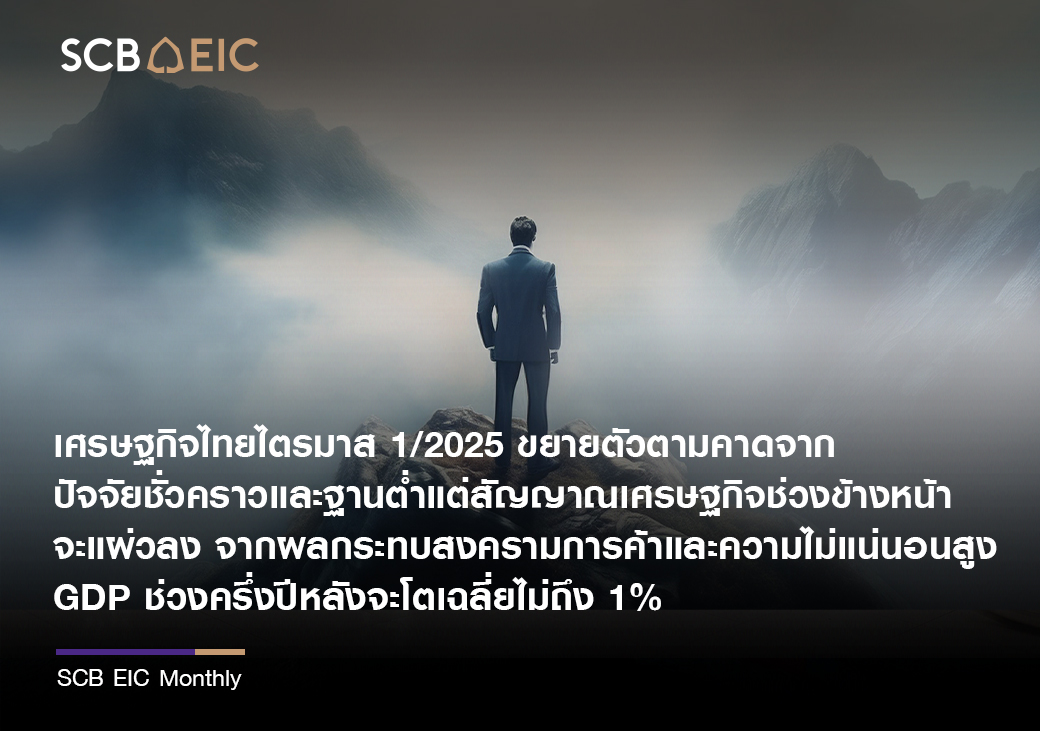 SCB EIC
เศรษฐกิจไทยไตรมาส 1/2025 ขยายตัวตามคาดจาก
ปัจจัยชั่วคราวและฐานต่ำแต่สัญญาณเศรษฐกิจช่วงข้างหน้า
จะแผ่วลง จากผลกระทบสงครามการค้าและความไม่แน่นอนสูง
GDP ช่วงครึ่งปีหลังจะโตเฉลี่ยไม่ถึง 1%
SCB EIC Monthly